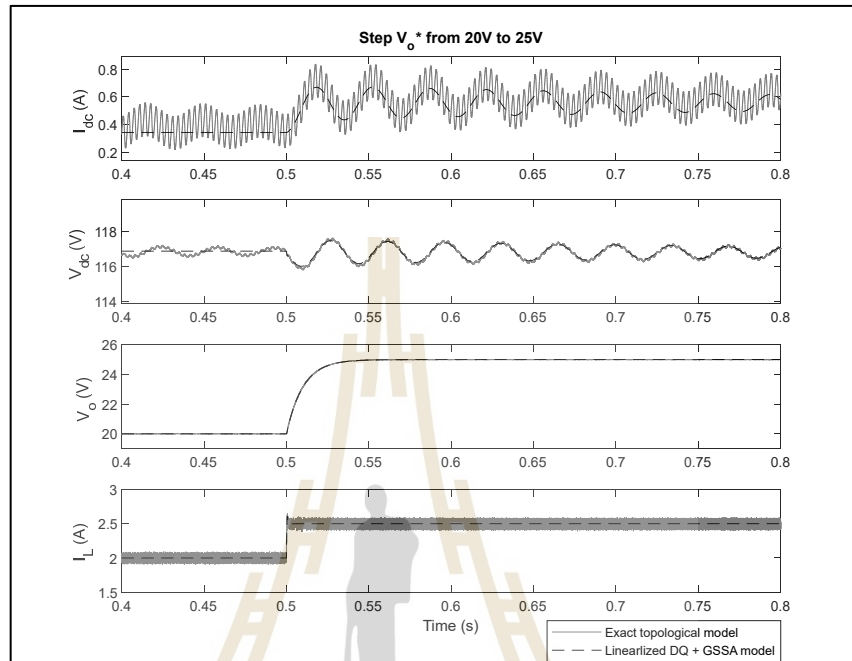 Step V_o* from 20V to 25V
I_dc (A)
0.8
0.6
0.4
0.2
0.4 0.45 0.5 0.55 0.6 0.65 0.7 0.75 0.8
V_dc (V)
118
116
114
0.4 0.45 0.5 0.55 0.6 0.65 0.7 0.75 0.8
V_o (V)
26
24
22
20
0.4 0.45 0.5 0.55 0.6 0.65 0.7 0.75 0.8
I_L (A)
3
2.5
2
1.5
0.4 0.45 0.5 0.55 0.6 0.65 0.7 0.75 0.8
Time (s)
Exact topological model
Linearlized DQ + GSSA model